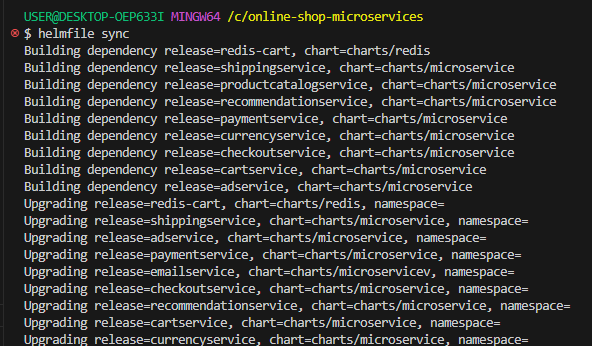 USER@DESKTOP-OEP633I MINGW64 /c/online-shop-microservices
$ helmfile sync
Building dependency release=redis-cart, chart=charts/redis
Building dependency release=shippingservice, chart=charts/microservice
Building dependency release=productcatalogservice, chart=charts/microservice
Building dependency release=recommendationservice, chart=charts/microservice
Building dependency release=paymentservice, chart=charts/microservice
Building dependency release=currencyservice, chart=charts/microservice
Building dependency release=checkoutservice, chart=charts/microservice
Building dependency release=cartservice, chart=charts/microservice
Building dependency release=adservice, chart=charts/microservice
Upgrading release=redis-cart, chart=charts/redis, namespace=
Upgrading release=shippingservice, chart=charts/microservice, namespace=
Upgrading release=adservice, chart=charts/microservice, namespace=
Upgrading release=paymentservice, chart=charts/microservice, namespace=
Upgrading release=emailservice, chart=charts/microservicev, namespace=
Upgrading release=checkoutservice, chart=charts/microservice, namespace=
Upgrading release=recommendationservice, chart=charts/microservice, namespace=
Upgrading release=cartservice, chart=charts/microservice, namespace=
Upgrading release=currencyservice, chart=charts/microservice, namespace=